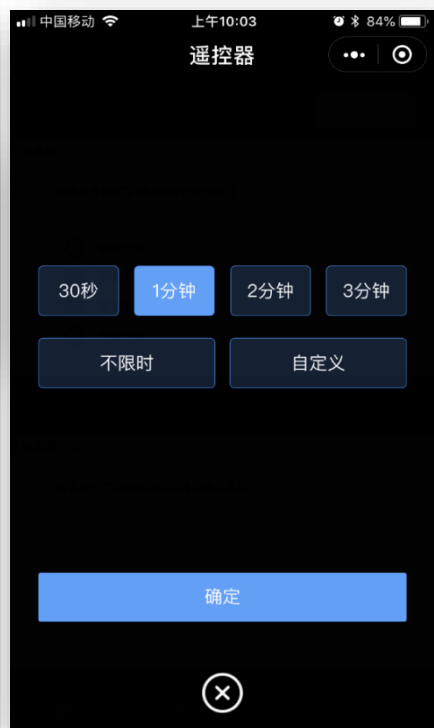 中国移动 上午10:03 84%
遥控器
30秒 1分钟 2分钟 3分钟
不限时 自定义
确定